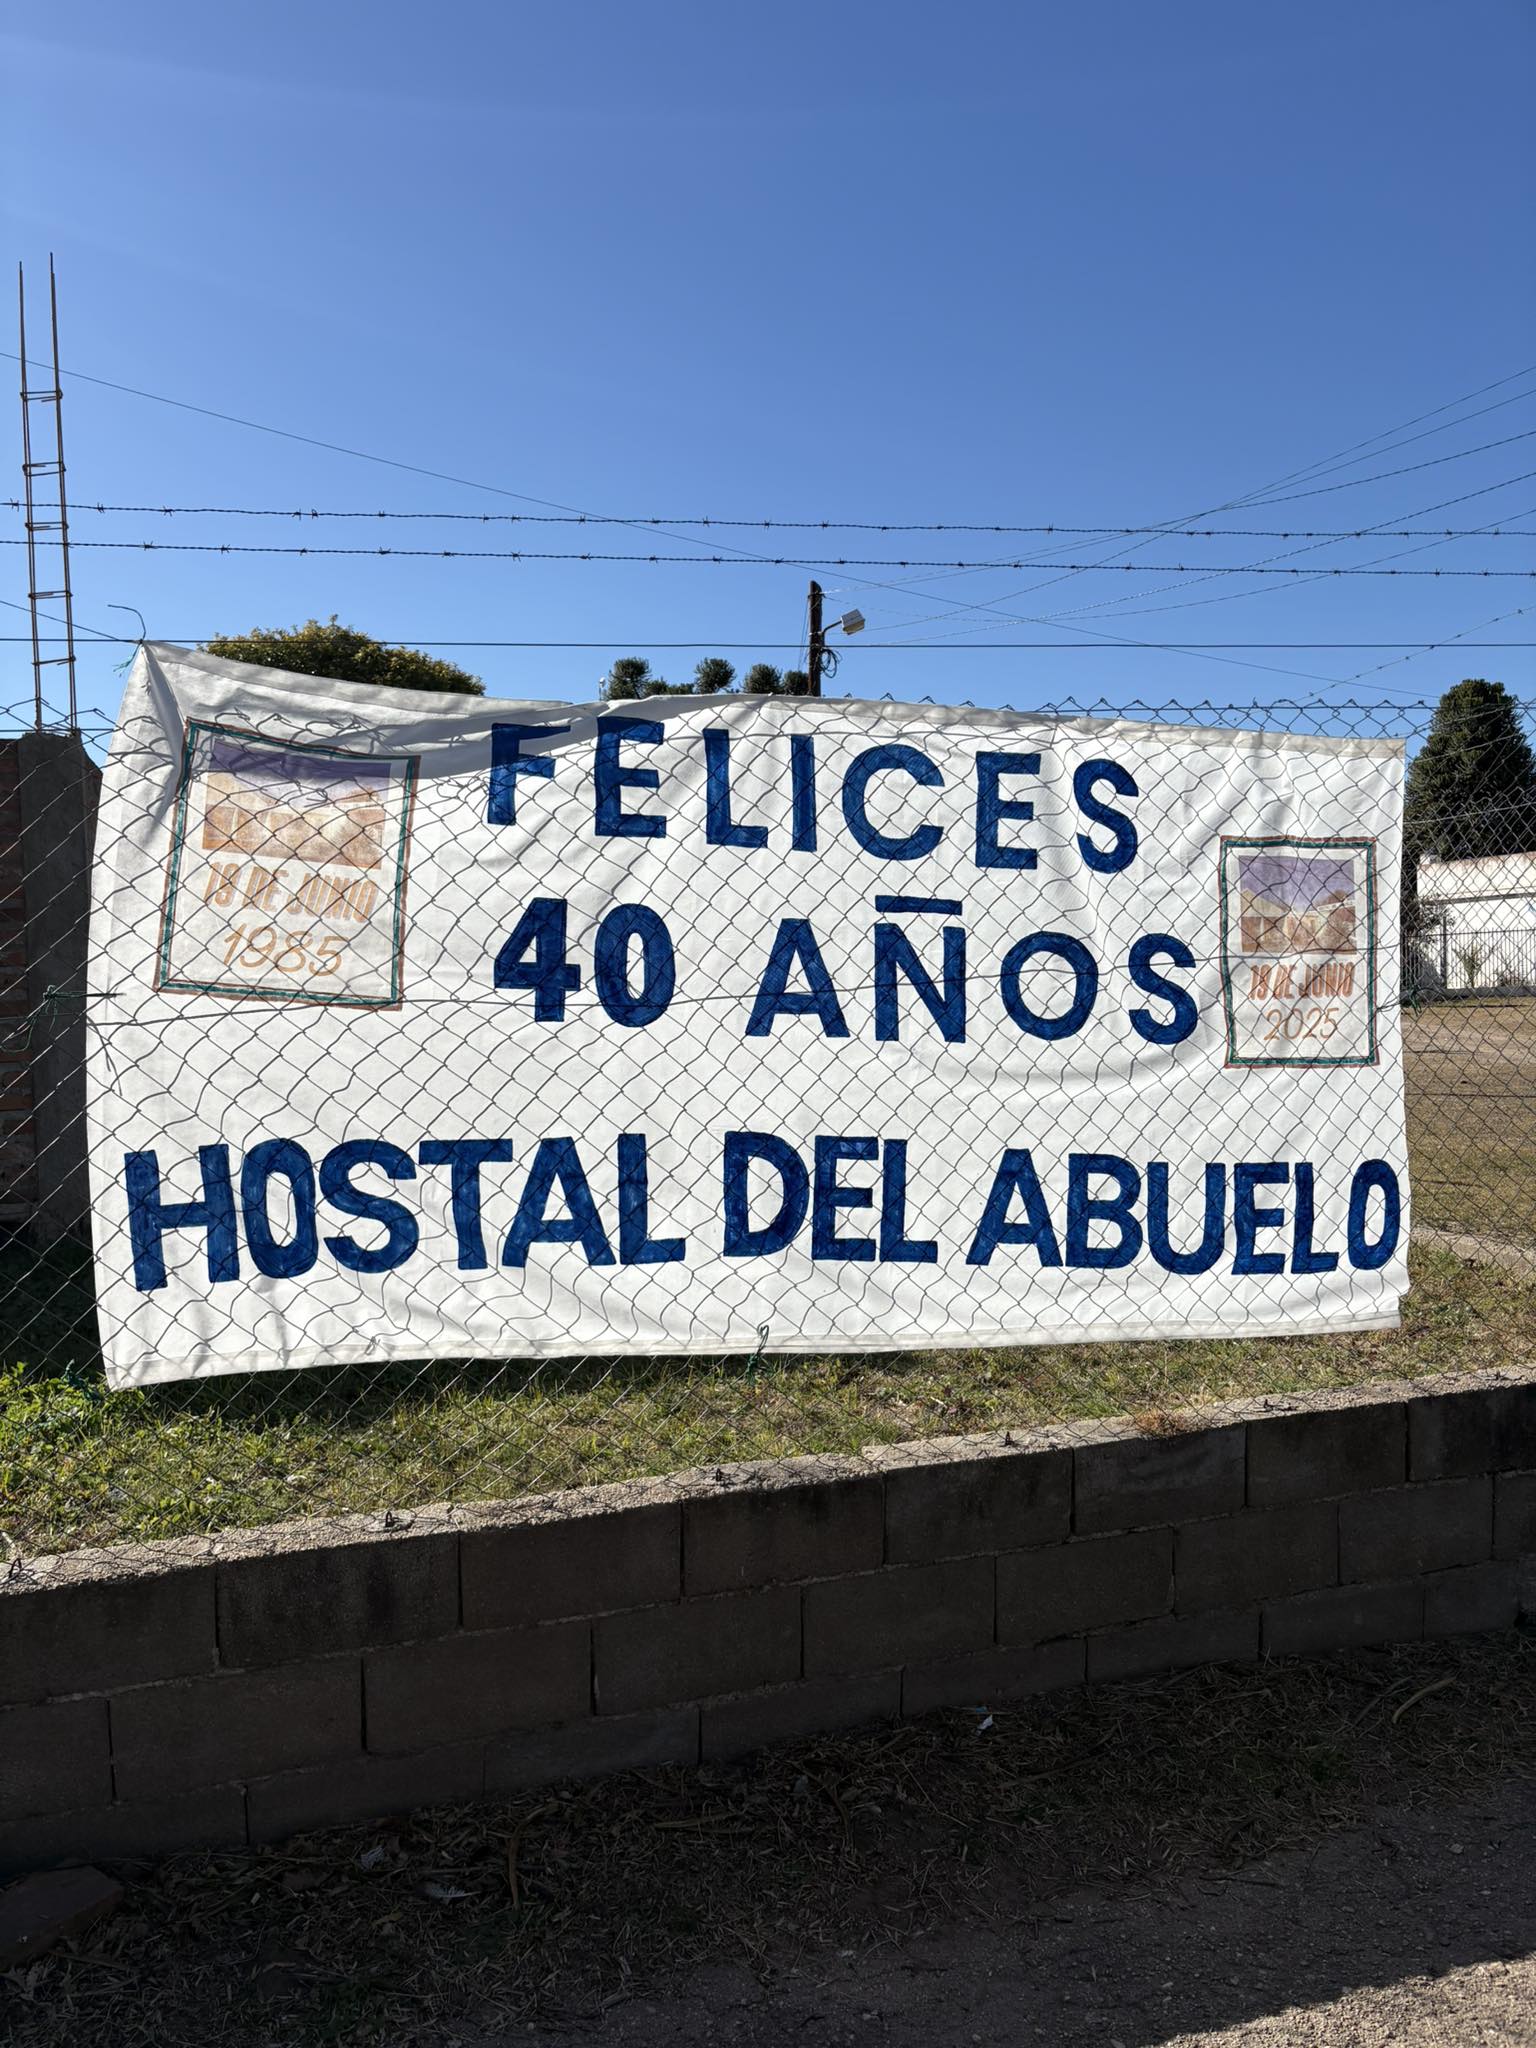 FELICES
40 AÑOS
HOSTAL DEL ABUELO
18 DE JUNIO
1985
18 DE JUNIO
2025